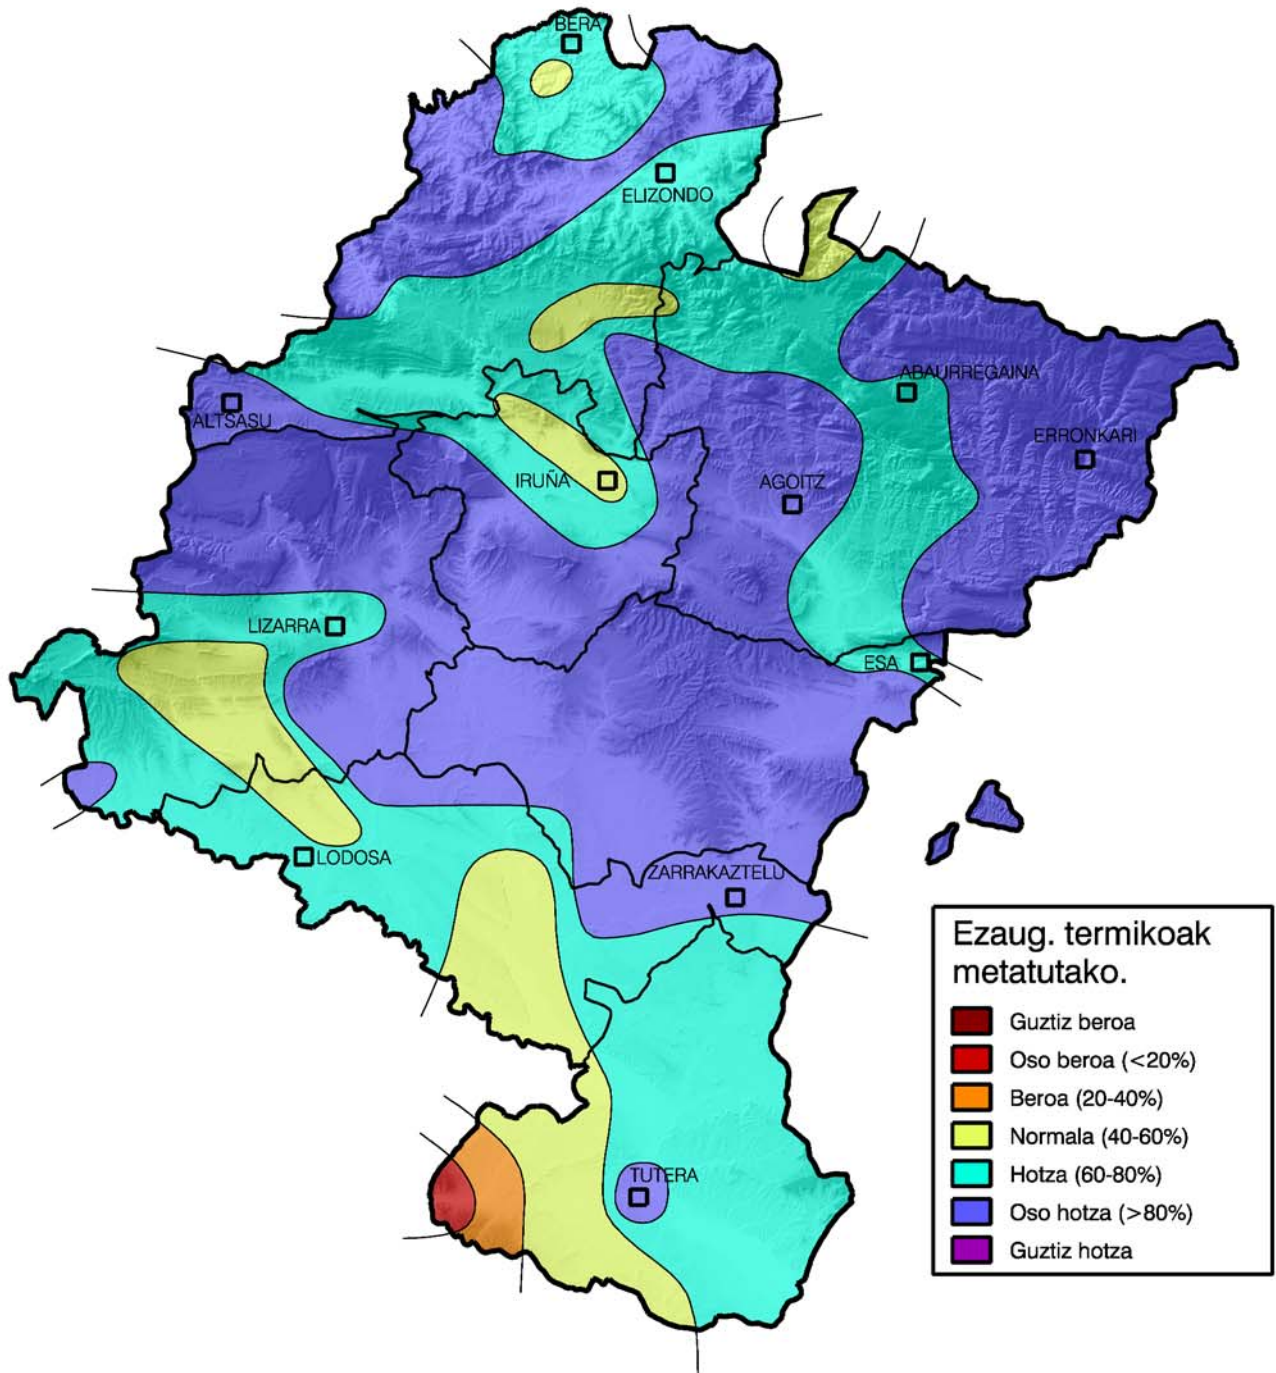 BERA
ELIZONDO
ABAURREGAINA
ALTSASU
ERRONKARI
IRUÑA
AGOITZ
LIZARRA
ESA
LODOSA
ZARRAKAZTELU
TUTERA
Ezaug. termikoak
metatutako.
Guztiz beroa
Oso beroa (<20%)
Beroa (20-40%)
Normala (40-60%)
Hotza (60-80%)
Oso hotza (>80%)
Guztiz hotza